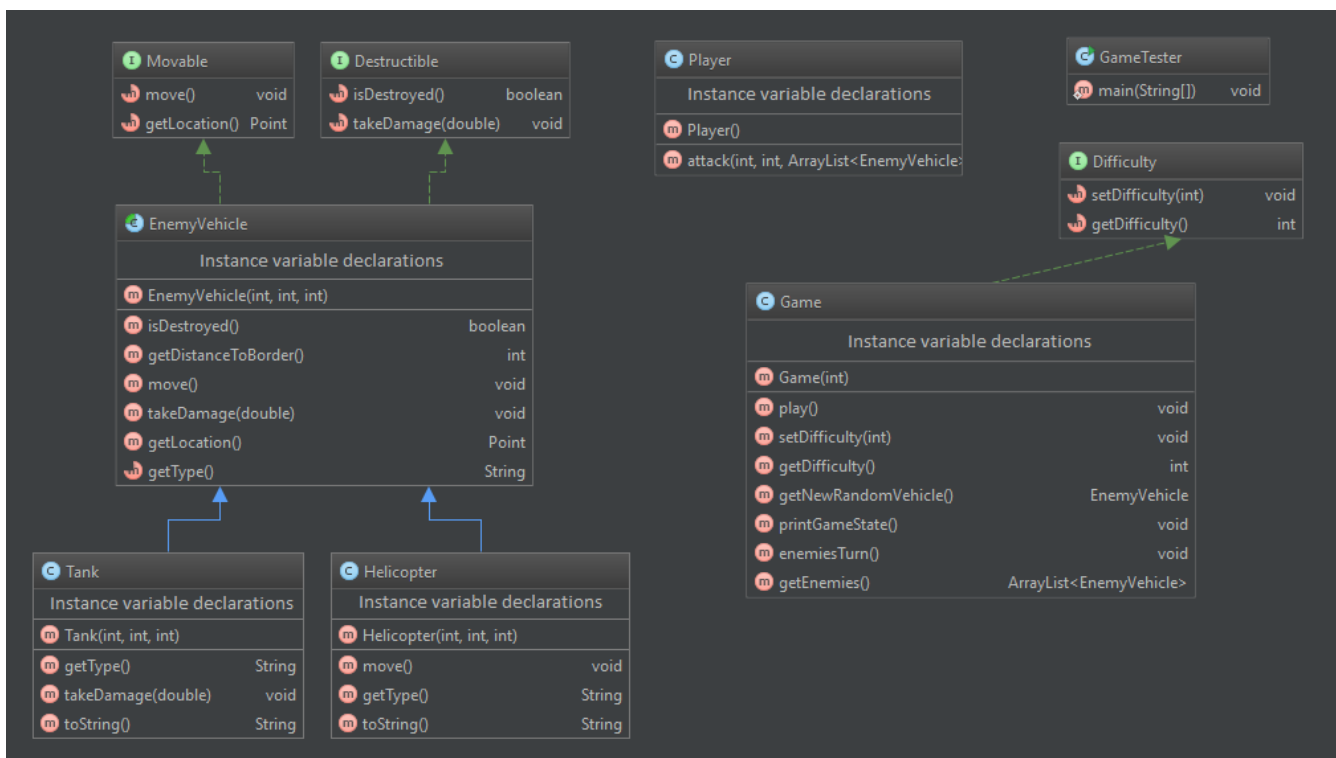 Movable
move() void
getLocation() Point
Destructible
isDestroyed() boolean
takeDamage(double) void
Player
Instance variable declarations
Player()
attack(int, int, ArrayList<EnemyVehicle>
GameTester
main(String[]) void
Difficulty
setDifficulty(int) void
getDifficulty() int
EnemyVehicle
Instance variable declarations
EnemyVehicle(int, int, int)
isDestroyed() boolean
getDistanceToBorder() int
move() void
takeDamage(double) void
getLocation() Point
getType() String
Game
Instance variable declarations
Game(int)
play() void
setDifficulty(int) void
getDifficulty() int
getNewRandomVehicle() EnemyVehicle
printGameState() void
enemiesTurn() void
getEnemies() ArrayList<EnemyVehicle>
Tank
Instance variable declarations
Tank(int, int, int)
getType() String
takeDamage(double) void
toString() String
Helicopter
Instance variable declarations
Helicopter(int, int, int)
move() void
getType() String
toString() String